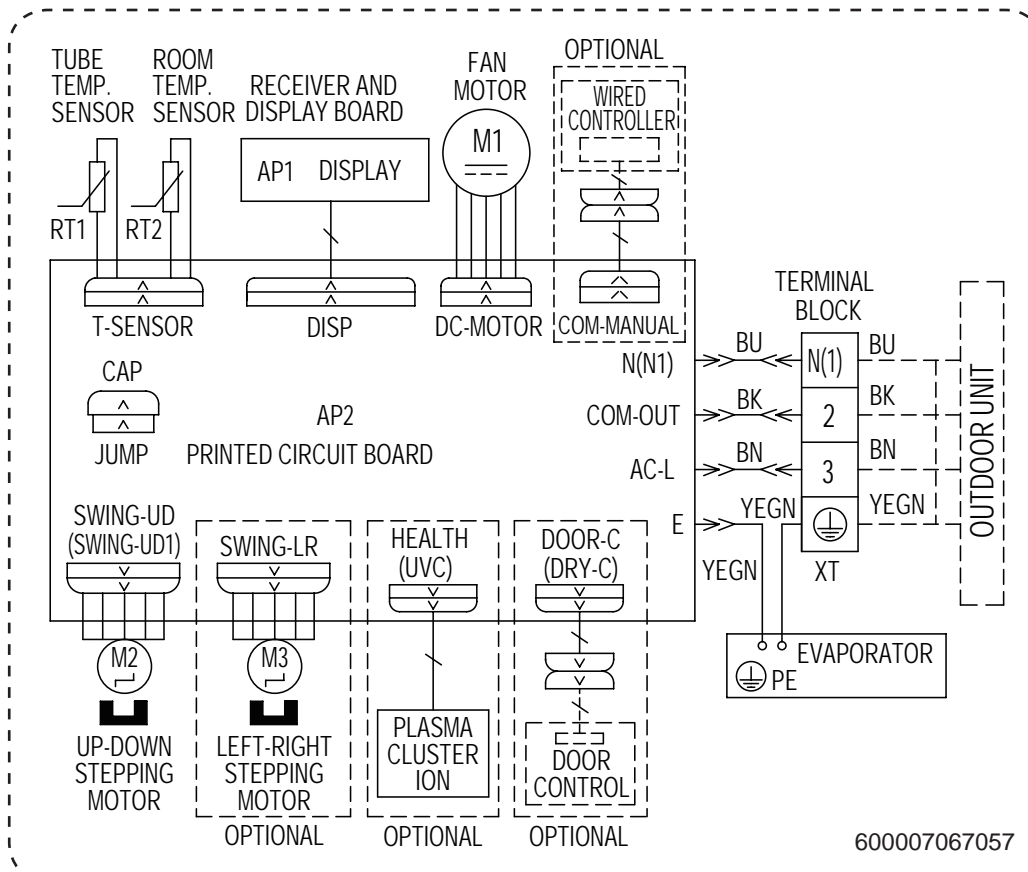 TUBE
TEMP.
SENSOR
ROOM
TEMP.
SENSOR
RECEIVER AND
DISPLAY BOARD
FAN
MOTOR
OPTIONAL
WIRED
CONTROLLER
AP1 DISPLAY
M1
RT1
RT2
T-SENSOR
DISP
DC-MOTOR
COM-MANUAL
TERMINAL
BLOCK
CAP
JUMP
AP2
PRINTED CIRCUIT BOARD
N(N1)
BU
N(1)
BU
COM-OUT
BK
2
BK
AC-L
BN
3
BN
E
YEGN
YEGN
YEGN
XT
OUTDOOR UNIT
EVAPORATOR
PE
SWING-UD
(SWING-UD1)
SWING-LR
HEALTH
(UVC)
DOOR-C
(DRY-C)
M2
M3
UP-DOWN
STEPPING
MOTOR
LEFT-RIGHT
STEPPING
MOTOR
OPTIONAL
PLASMA
CLUSTER
ION
OPTIONAL
DOOR
CONTROL
OPTIONAL
600007067057